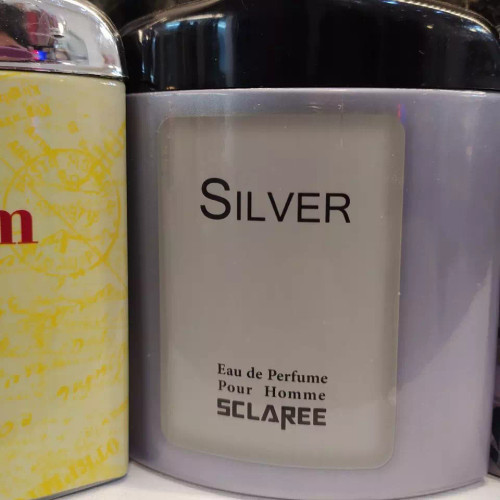 m
SILVER
Eau de Perfume
Pour Homme
SCLAREE